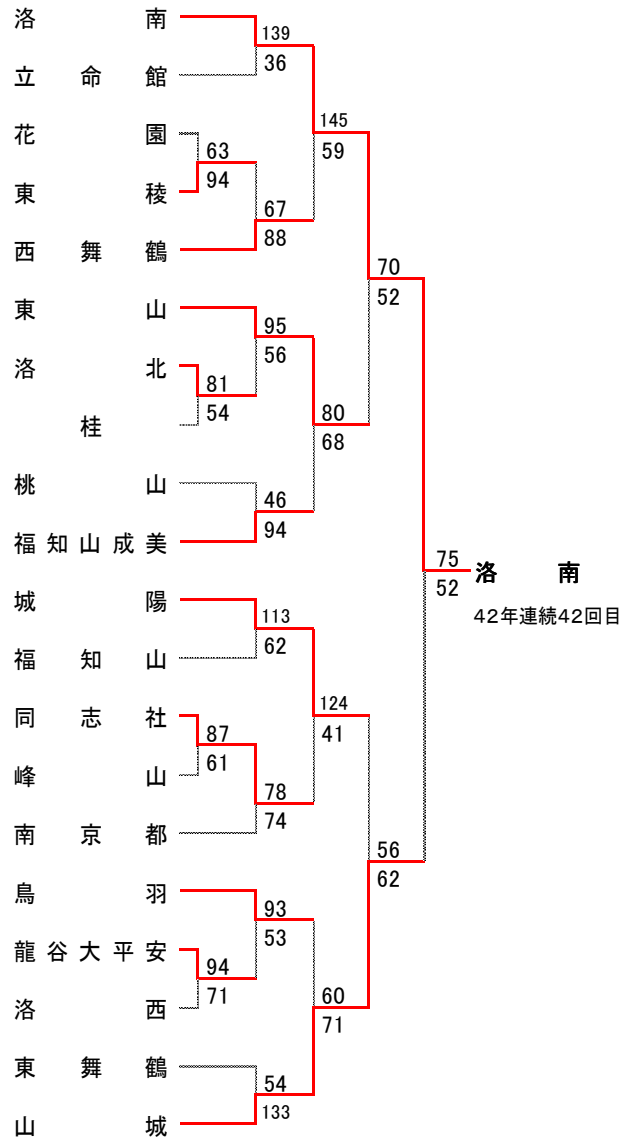 洛南
139
立命館
36
花園
145
63
59
東稜
94
67
西舞鶴
88
70
52
東山
95
56
洛北
81
54
80
桂
68
桃山
46
福知山成美
94
75
洛南
52
42年連続42回目
城陽
113
福知山
62
同志社
124
87
41
61
峰山
78
南京都
74
56
62
鳥羽
93
53
龍谷大平安
94
71
洛西
60
71
東舞鶴
54
山城
133